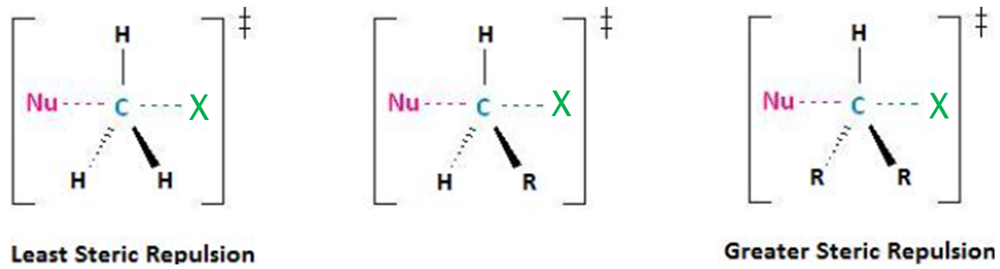 ‡ ‡ ‡
H H H
Nu C X Nu C X Nu C X
H H H R R R
Least Steric Repulsion Greater Steric Repulsion